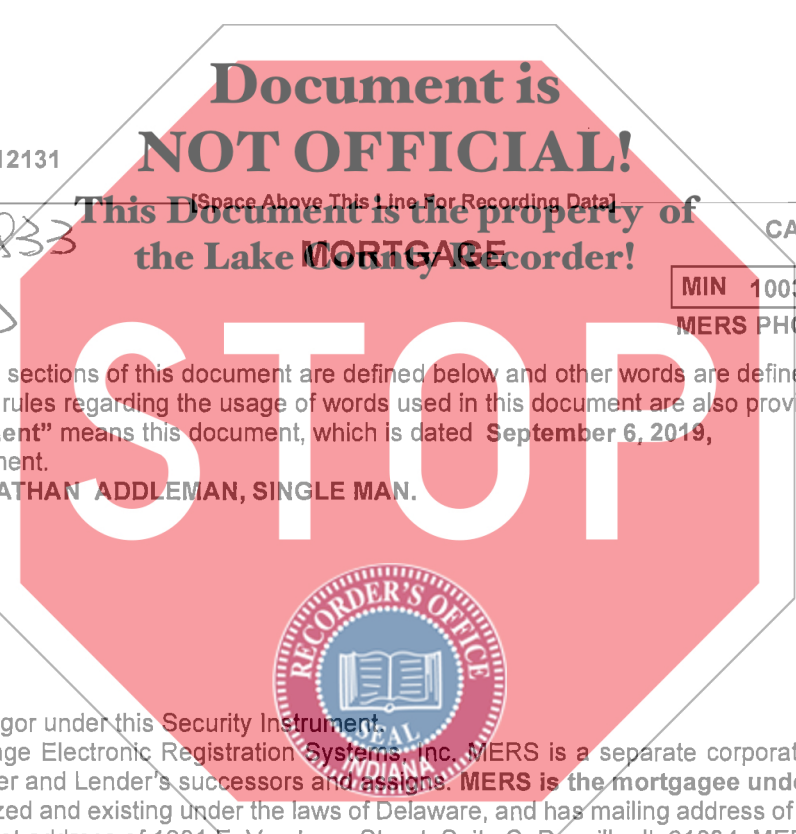 Document is
NOT OFFICIAL!
12131
[Space Above This Line For Recording Data]
This Document is the property of
833
CA
MORTGAGE
the Lake County Recorder!
MIN 1003
MERS PHO
STOP
sections of this document are defined below and other words are define
rules regarding the usage of words used in this document are also provi
ent” means this document, which is dated September 6, 2019,
ment.
ATHAN ADDLEMAN, SINGLE MAN.
RECORDER'S OFFICE
SEAL
INDIANA
gor under this Security Instrument.
ge Electronic Registration Systems, Inc. MERS is a separate corporat
er and Lender's successors and assigns. MERS is the mortgagee unde
zed and existing under the laws of Delaware, and has mailing address of